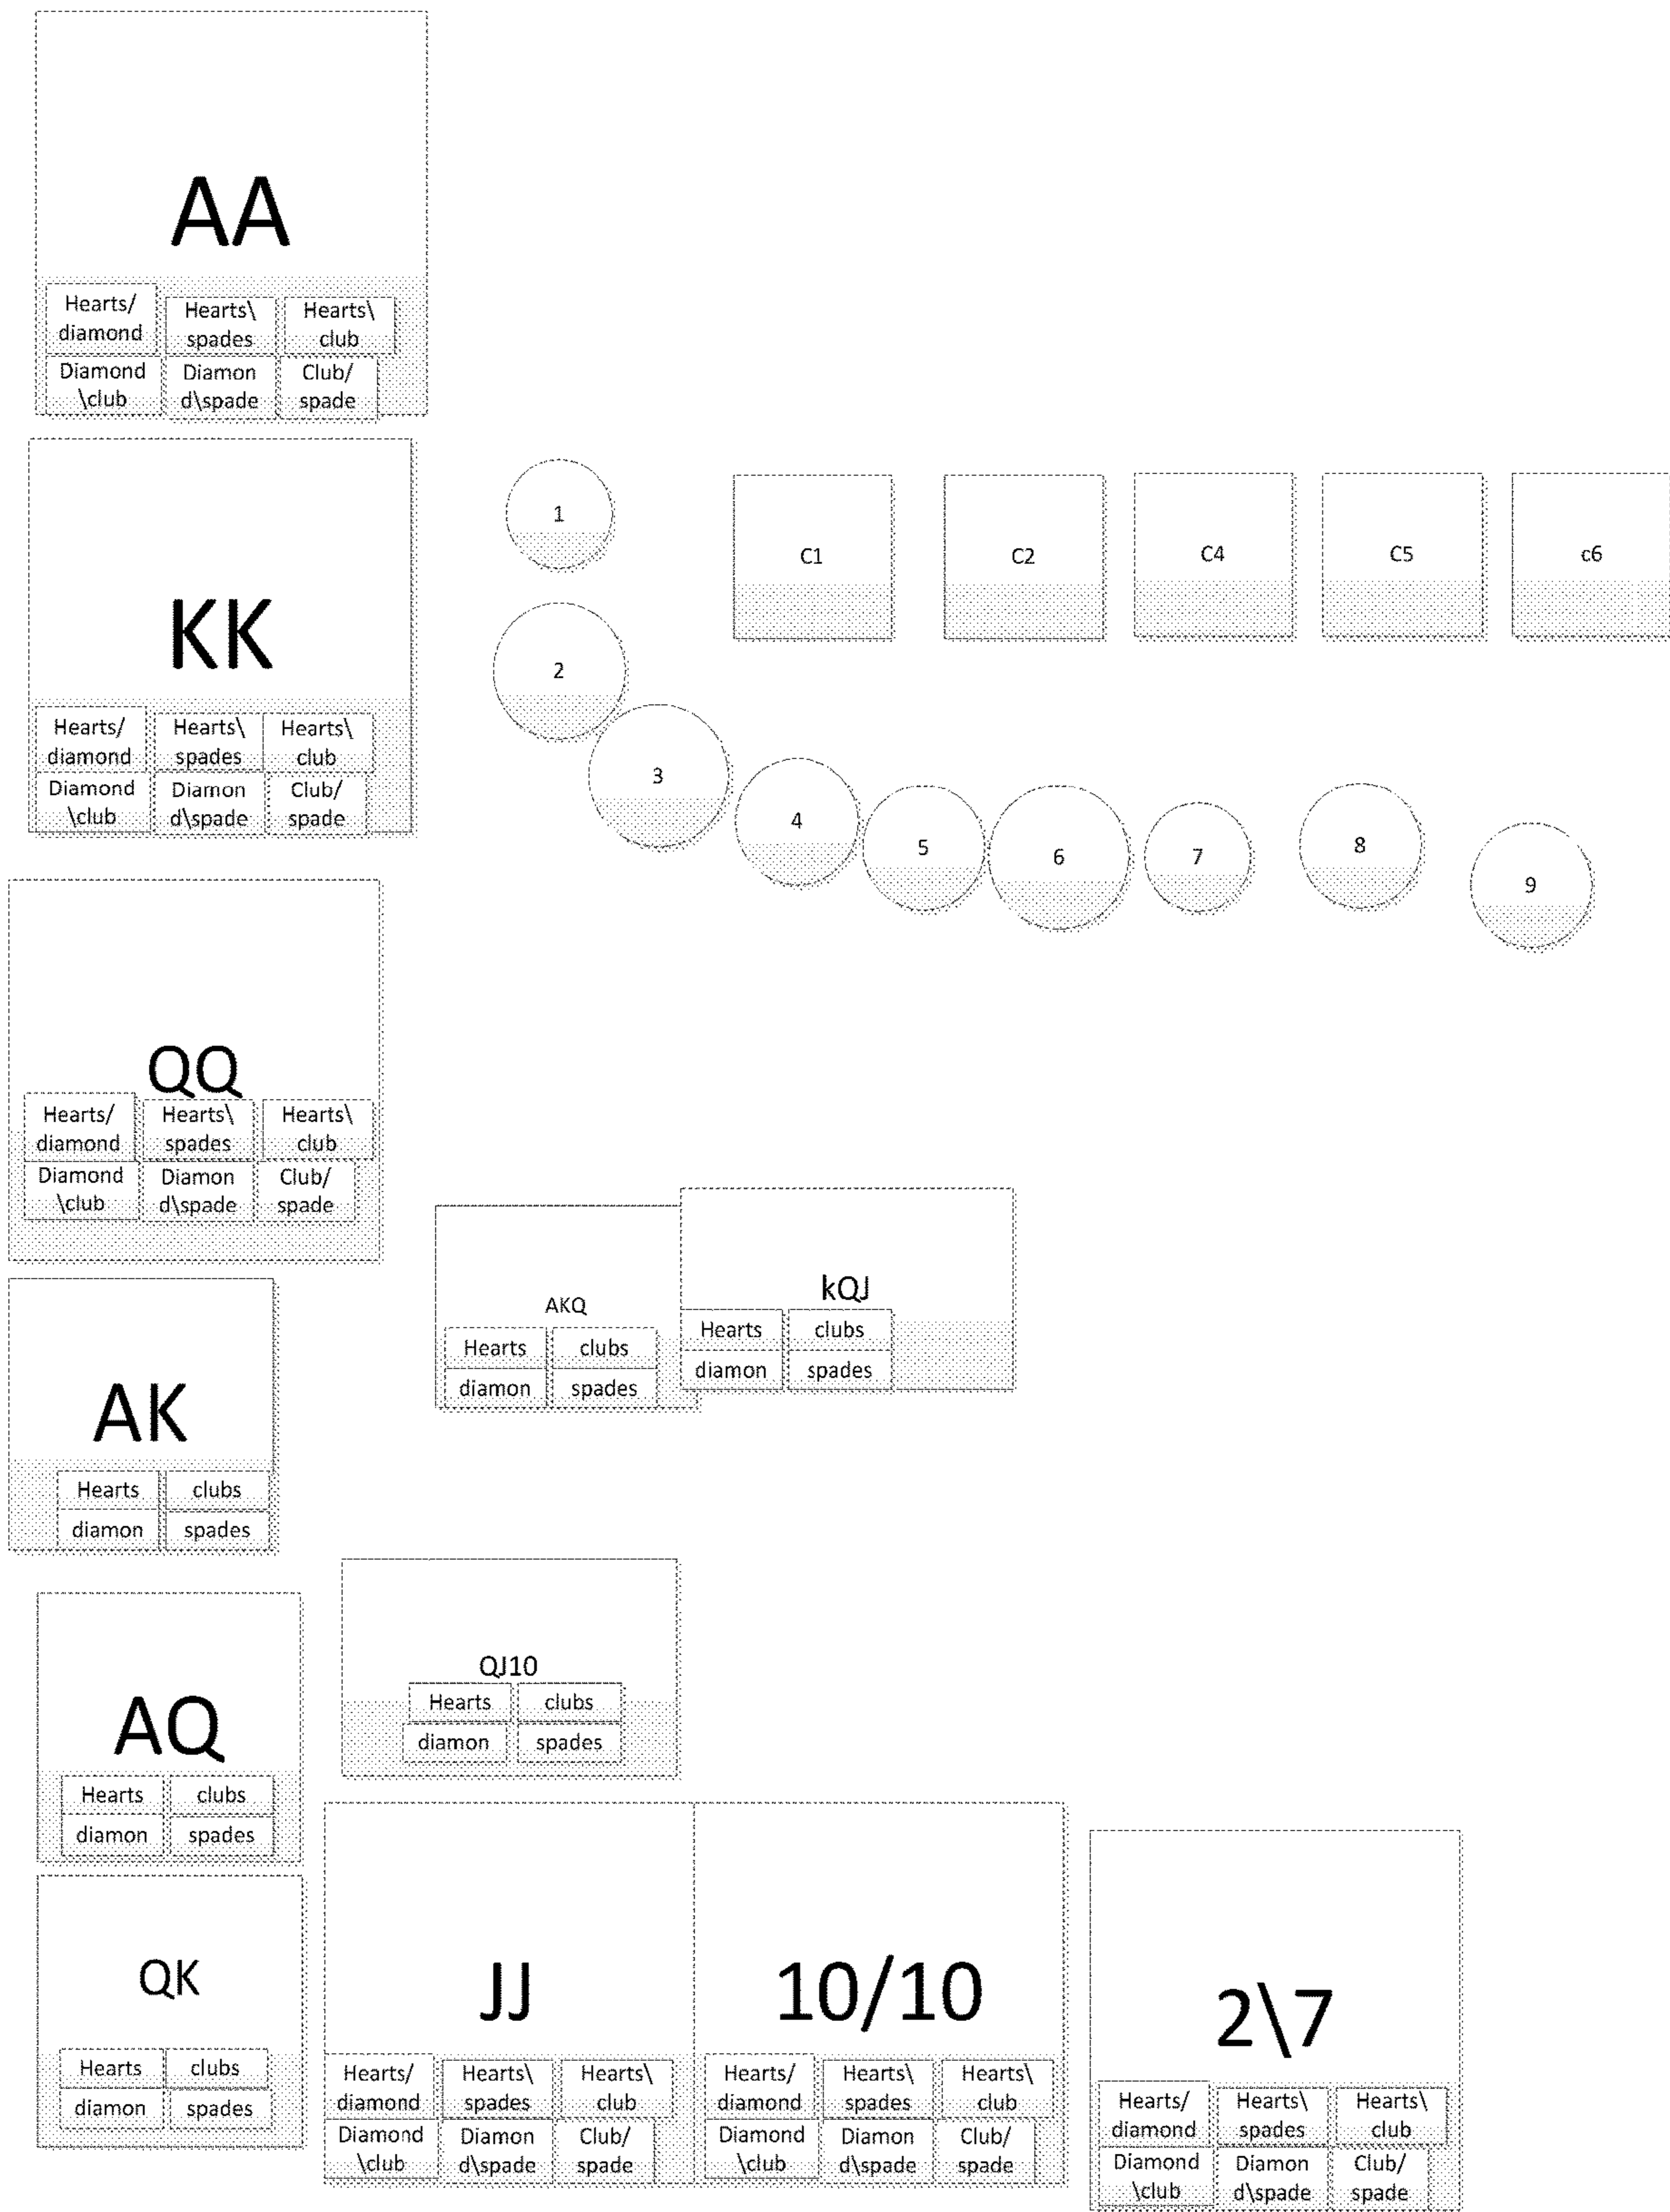 AA
Hearts/
diamond
Hearts\
spades
Hearts\
club
Diamond
\club
Diamon
d\spade
Club/
spade
KK
Hearts/
diamond
Hearts\
spades
Hearts\
club
Diamond
\club
Diamon
d\spade
Club/
spade
1
2
3
4
5
6
7
8
9
C1
C2
C4
C5
c6
QQ
Hearts/
diamond
Hearts\
spades
Hearts\
club
Diamond
\club
Diamon
d\spade
Club/
spade
AKQ
Hearts
clubs
diamon
spades
kQJ
Hearts
clubs
diamon
spades
AK
Hearts
clubs
diamon
spades
QJ10
Hearts
clubs
diamon
spades
AQ
Hearts
clubs
diamon
spades
QK
Hearts
clubs
diamon
spades
JJ
Hearts/
diamond
Hearts\
spades
Hearts\
club
Diamond
\club
Diamon
d\spade
Club/
spade
10/10
Hearts/
diamond
Hearts\
spades
Hearts\
club
Diamond
\club
Diamon
d\spade
Club/
spade
2\7
Hearts/
diamond
Hearts\
spades
Hearts\
club
Diamond
\club
Diamon
d\spade
Club/
spade